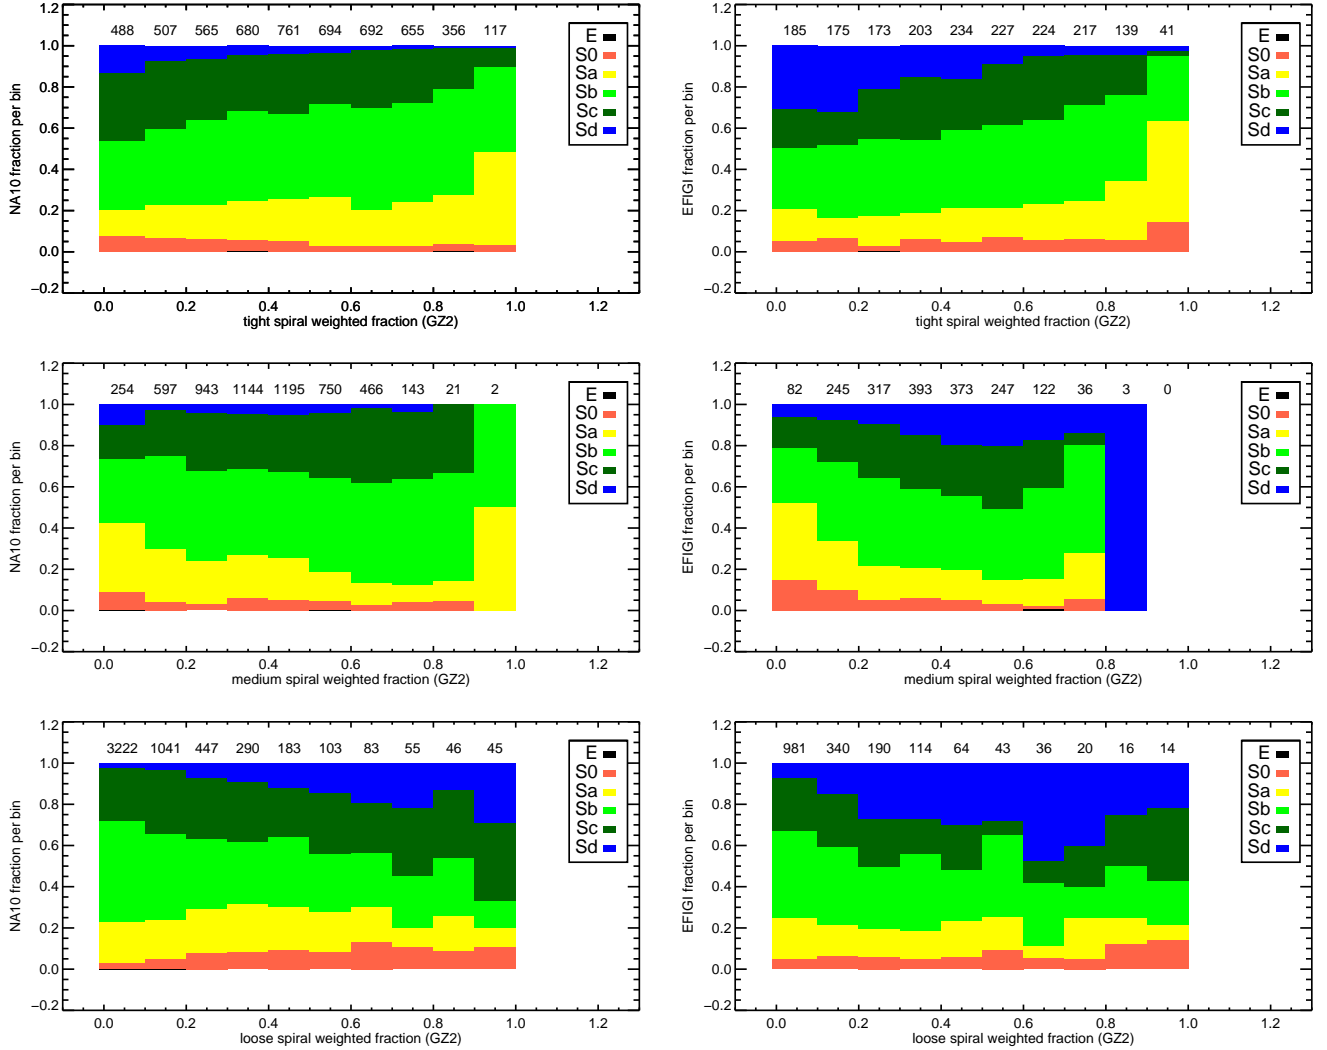 1.2
1.0
0.8
0.6
0.4
0.2
0.0
−0.2
NA10 fraction per bin
488 507 565 680 761 694 692 655 356 117
E
S0
Sa
Sb
Sc
Sd
0.0 0.2 0.4 0.6 0.8 1.0 1.2
tight spiral weighted fraction (GZ2)
1.2
1.0
0.8
0.6
0.4
0.2
0.0
−0.2
EFIGI fraction per bin
185 175 173 203 234 227 224 217 139 41
E
S0
Sa
Sb
Sc
Sd
0.0 0.2 0.4 0.6 0.8 1.0 1.2
tight spiral weighted fraction (GZ2)
1.2
1.0
0.8
0.6
0.4
0.2
0.0
−0.2
NA10 fraction per bin
254 597 943 1144 1195 750 466 143 21 2
E
S0
Sa
Sb
Sc
Sd
0.0 0.2 0.4 0.6 0.8 1.0 1.2
medium spiral weighted fraction (GZ2)
1.2
1.0
0.8
0.6
0.4
0.2
0.0
−0.2
EFIGI fraction per bin
82 245 317 393 373 247 122 36 3 0
E
S0
Sa
Sb
Sc
Sd
0.0 0.2 0.4 0.6 0.8 1.0 1.2
medium spiral weighted fraction (GZ2)
1.2
1.0
0.8
0.6
0.4
0.2
0.0
−0.2
NA10 fraction per bin
3222 1041 447 290 183 103 83 55 46 45
E
S0
Sa
Sb
Sc
Sd
0.0 0.2 0.4 0.6 0.8 1.0 1.2
loose spiral weighted fraction (GZ2)
1.2
1.0
0.8
0.6
0.4
0.2
0.0
−0.2
EFIGI fraction per bin
981 340 190 114 64 43 36 20 16 14
E
S0
Sa
Sb
Sc
Sd
0.0 0.2 0.4 0.6 0.8 1.0 1.2
loose spiral weighted fraction (GZ2)